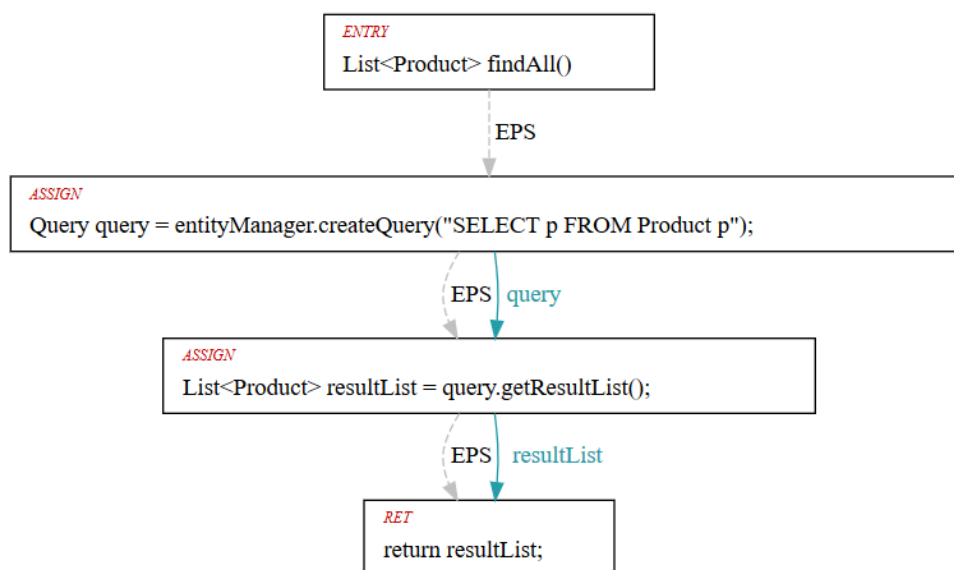 ENTRY
List<Product> findAll()
EPS
ASSIGN
Query query = entityManager.createQuery("SELECT p FROM Product p");
EPS query
ASSIGN
List<Product> resultList = query.getResultList();
EPS resultList
RET
return resultList;